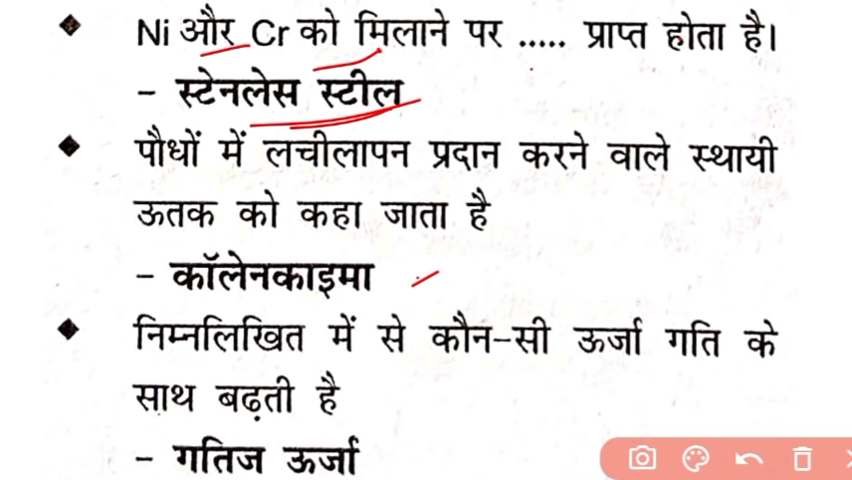 ◆ Ni और Cr को मिलाने पर ..... प्राप्त होता है।
– स्टेनलेस स्टील
◆ पौधों में लचीलापन प्रदान करने वाले स्थायी
ऊतक को कहा जाता है
– कॉलेनकाइमा
◆ निम्नलिखित में से कौन-सी ऊर्जा गति के
साथ बढ़ती है
– गतिज ऊर्जा